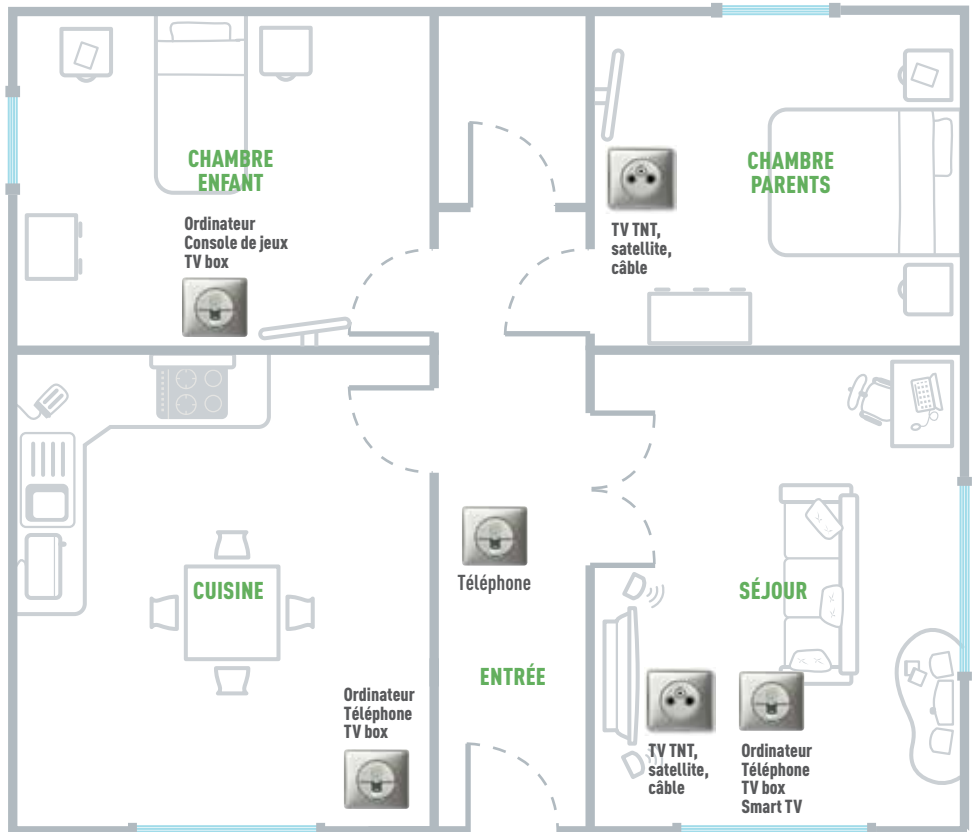 CHAMBRE
ENFANT
Ordinateur
Console de jeux
TV box
CHAMBRE
PARENTS
TV TNT,
satellite,
câble
CUISINE
Ordinateur
Téléphone
TV box
Téléphone
ENTRÉE
SÉJOUR
TV TNT,
satellite,
câble
Ordinateur
Téléphone
TV box
Smart TV